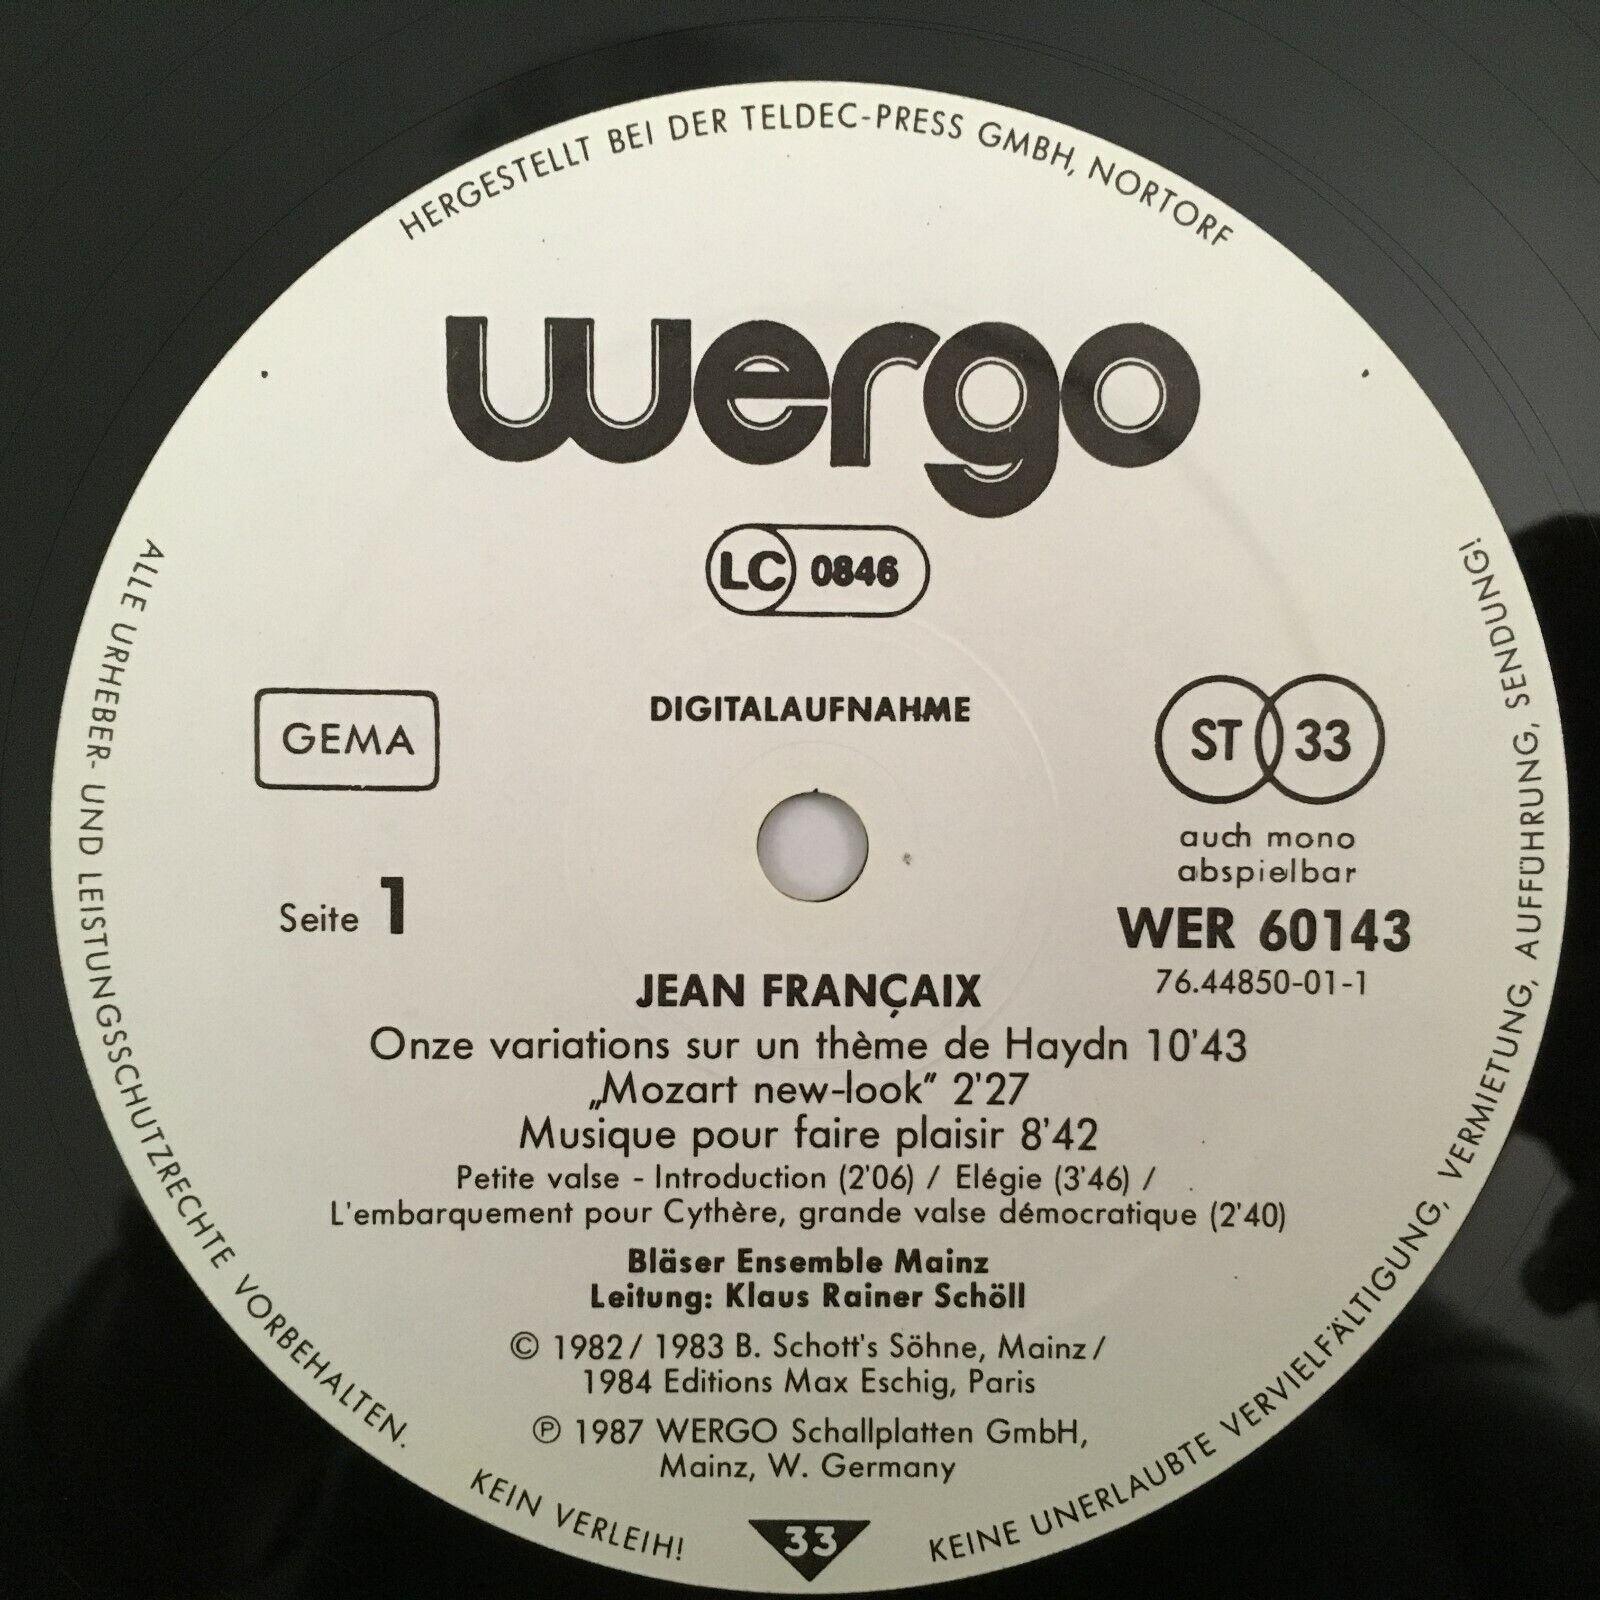 HERGESTELLT BEI DER TELDEC-PRESS GMBH, NORTORF
wergo
LC 0846
GEMA
DIGITALAUFNAHME
ST 33
auch mono
abspielbar
Seite 1
WER 60143
76.44850-01-1
JEAN FRANÇAIX
Onze variations sur un thème de Haydn 10'43
„Mozart new-look" 2'27
Musique pour faire plaisir 8'42
Petite valse - Introduction (2'06) / Elégie (3'46) /
L'embarquement pour Cythère, grande valse démocratique (2'40)
Bläser Ensemble Mainz
Leitung: Klaus Rainer Schöll
© 1982/ 1983 B. Schott's Söhne, Mainz/
1984 Editions Max Eschig, Paris
℗ 1987 WERGO Schallplatten GmbH,
Mainz, W. Germany
33
ALLE URHEBER- UND LEISTUNGSSCHUTZRECHTE VORBEHALTEN.
KEIN VERLEIH!
KEINE UNERLAUBTE VERVIELFÄLTIGUNG, VERMIETUNG, AUFFÜHRUNG, SENDUNG!